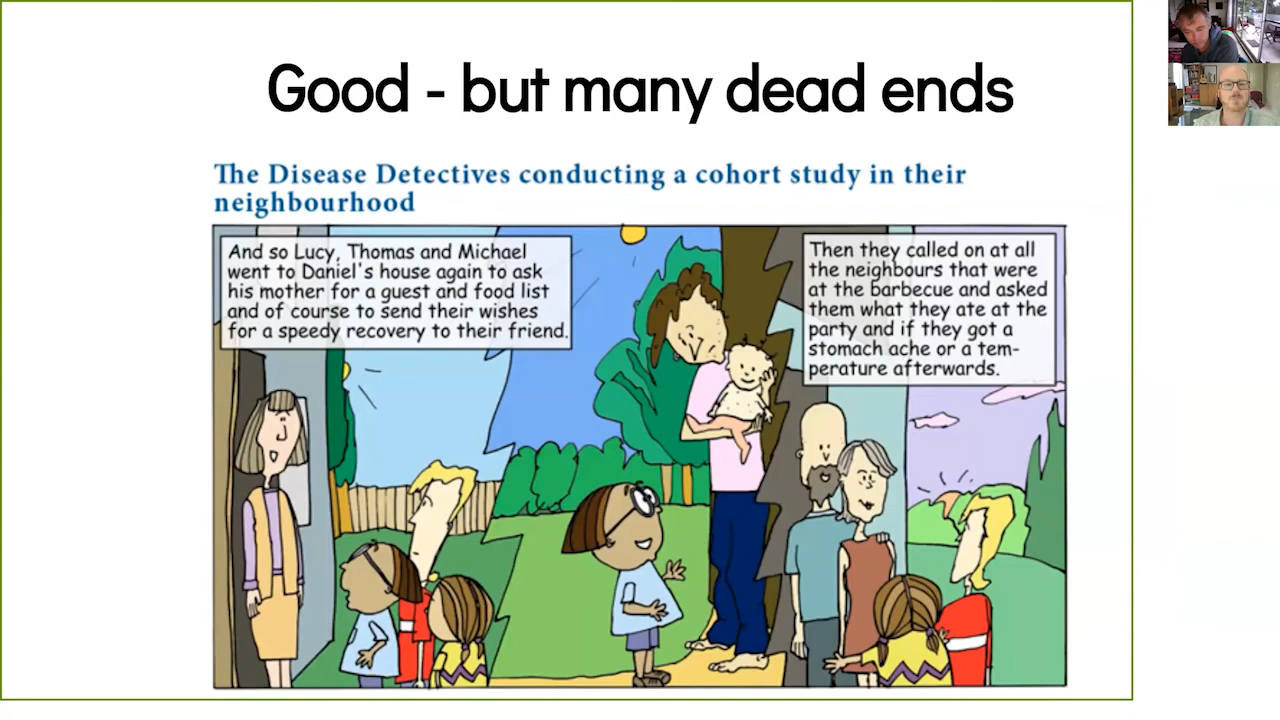 Good - but many dead ends
The Disease Detectives conducting a cohort study in their
neighbourhood
And so Lucy, Thomas and Michael
went to Daniel's house again to ask
his mother for a guest and food list
and of course to send their wishes
for a speedy recovery to their friend.
Then they called on at all
the neighbours that were
at the barbecue and asked
them what they ate at the
party and if they got a
stomach ache or a tem-
perature afterwards.